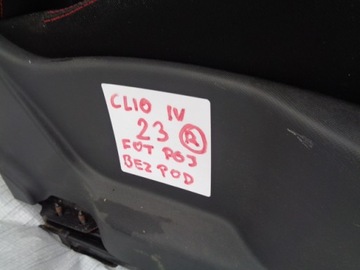 CLIO IV
23 R
FOT POJ
BEZ POD